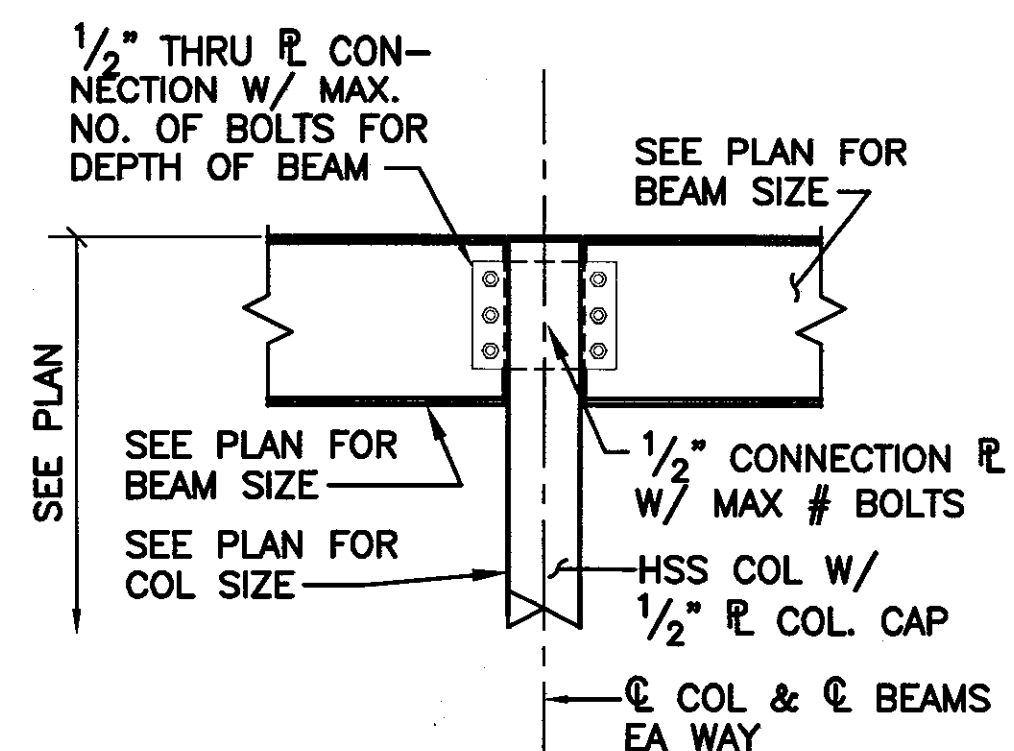 1/2" THRU ⅊ CON-
NECTION W/ MAX.
NO. OF BOLTS FOR
DEPTH OF BEAM
SEE PLAN FOR
BEAM SIZE
SEE PLAN
SEE PLAN FOR
BEAM SIZE
SEE PLAN FOR
COL SIZE
1/2" CONNECTION ⅊
W/ MAX # BOLTS
HSS COL W/
1/2" ⅊ COL. CAP
℄ COL & ℄ BEAMS
EA WAY